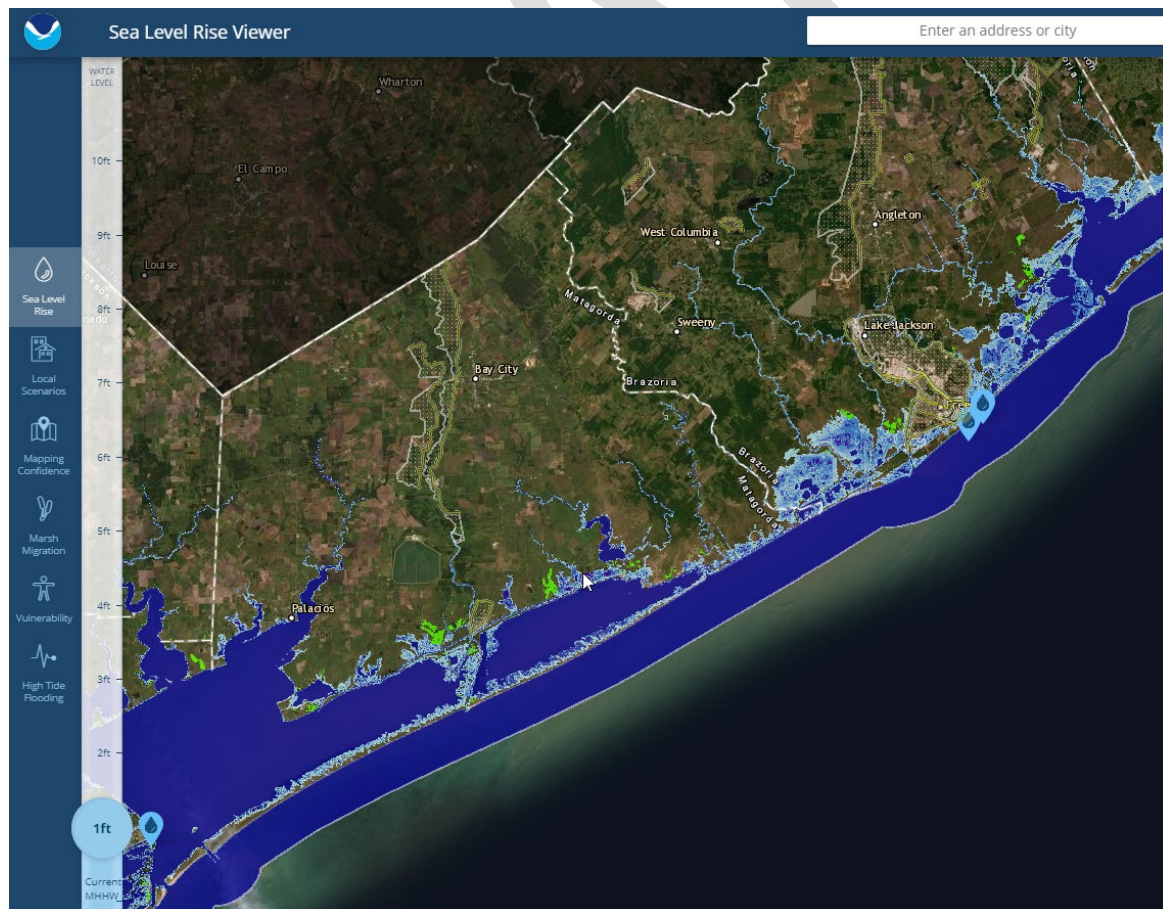 Sea Level Rise Viewer
Enter an address or city
WATER
LEVEL
10ft
9ft
8ft
7ft
6ft
5ft
4ft
3ft
2ft
1ft
Current
MHHW
Sea Level
Rise
Local
Scenarios
Mapping
Confidence
Marsh
Migration
Vulnerability
High Tide
Flooding
Wharton
El Campo
Louise
Angleton
West Columbia
Matagorda
Sweeny
Lake Jackson
Bay City
Brazoria
Brazoria
Matagorda
Palacios